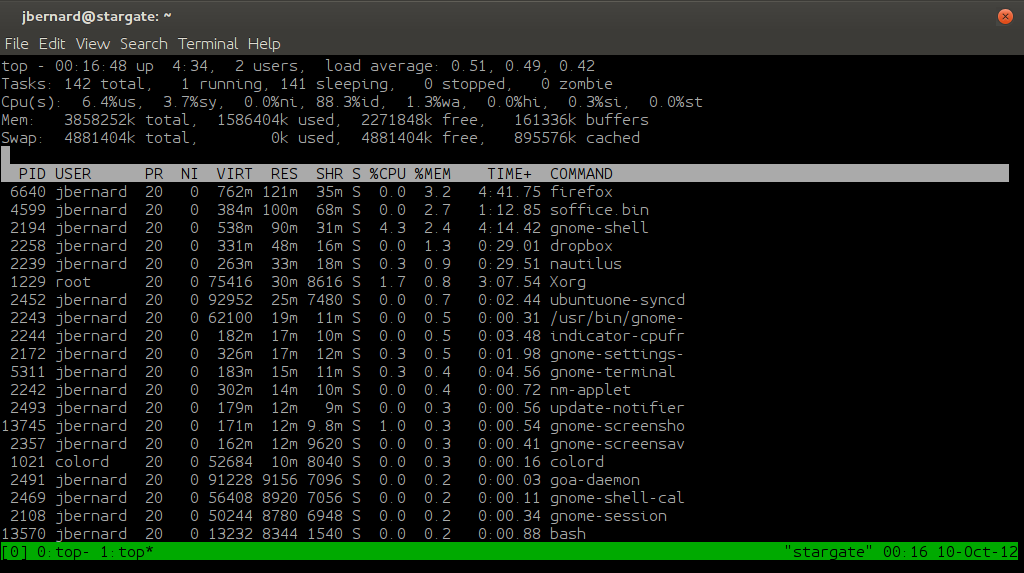 jbernard@stargate: ~
File Edit View Search Terminal Help
top - 00:16:48 up  4:34,  2 users,  load average: 0.51, 0.49, 0.42
Tasks: 142 total,   1 running, 141 sleeping,   0 stopped,   0 zombie
Cpu(s):  6.4%us,  3.7%sy,  0.0%ni, 88.3%id,  1.3%wa,  0.0%hi,  0.3%si,  0.0%st
Mem:   3858252k total,  1586404k used,  2271848k free,   161336k buffers
Swap:  4881404k total,        0k used,  4881404k free,   895576k cached
  PID USER      PR  NI  VIRT  RES  SHR S %CPU %MEM    TIME+  COMMAND
 6640 jbernard  20   0  762m 121m  35m S  0.0  3.2   4:41.75 firefox
 4599 jbernard  20   0  384m 100m  68m S  0.0  2.7   1:12.85 soffice.bin
 2194 jbernard  20   0  538m  90m  31m S  4.3  2.4   4:14.42 gnome-shell
 2258 jbernard  20   0  331m  48m  16m S  0.0  1.3   0:29.01 dropbox
 2239 jbernard  20   0  263m  33m  18m S  0.3  0.9   0:29.51 nautilus
 1229 root      20   0 75416  30m 8616 S  1.7  0.8   3:07.54 Xorg
 2452 jbernard  20   0 92952  25m 7480 S  0.0  0.7   0:02.44 ubuntuone-syncd
 2243 jbernard  20   0 62100  19m  11m S  0.0  0.5   0:00.31 /usr/bin/gnome-
 2244 jbernard  20   0  182m  17m  10m S  0.0  0.5   0:03.48 indicator-cpufr
 2172 jbernard  20   0  326m  17m  12m S  0.3  0.5   0:01.98 gnome-settings-
 5311 jbernard  20   0  183m  15m  11m S  0.3  0.4   0:04.56 gnome-terminal
 2242 jbernard  20   0  302m  14m  10m S  0.0  0.4   0:00.72 nm-applet
 2493 jbernard  20   0  179m  12m   9m S  0.0  0.3   0:00.56 update-notifier
13745 jbernard  20   0  171m  12m 9.8m S  1.0  0.3   0:00.54 gnome-screensho
 2357 jbernard  20   0  162m  12m 9620 S  0.0  0.3   0:00.41 gnome-screensav
 1021 colord    20   0 52684  10m 8040 S  0.0  0.3   0:00.16 colord
 2491 jbernard  20   0 91228 9156 7096 S  0.0  0.2   0:00.03 goa-daemon
 2469 jbernard  20   0 56408 8920 7056 S  0.0  0.2   0:00.11 gnome-shell-cal
 2108 jbernard  20   0 50244 8780 6948 S  0.0  0.2   0:00.34 gnome-session
13570 jbernard  20   0 13232 8344 1540 S  0.0  0.2   0:00.88 bash
[0] 0:top- 1:top* "stargate" 00:16 10-Oct-12